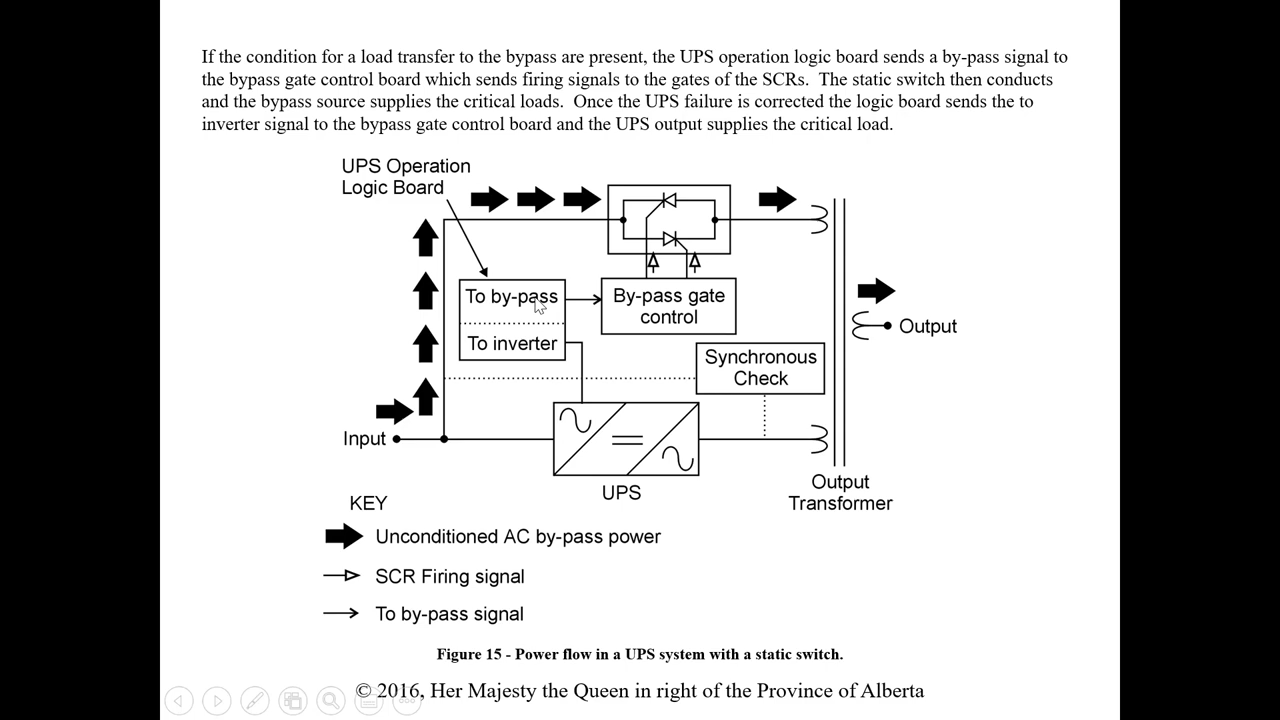 If the condition for a load transfer to the bypass are present, the UPS operation logic board sends a by-pass signal to
the bypass gate control board which sends firing signals to the gates of the SCRs.  The static switch then conducts
and the bypass source supplies the critical loads.  Once the UPS failure is corrected the logic board sends the to
inverter signal to the bypass gate control board and the UPS output supplies the critical load.
UPS Operation
Logic Board
To by-pass
To inverter
By-pass gate
control
Synchronous
Check
Output
Input
UPS
Output
Transformer
KEY
Unconditioned AC by-pass power
SCR Firing signal
To by-pass signal
Figure 15 - Power flow in a UPS system with a static switch.
© 2016, Her Majesty the Queen in right of the Province of Alberta